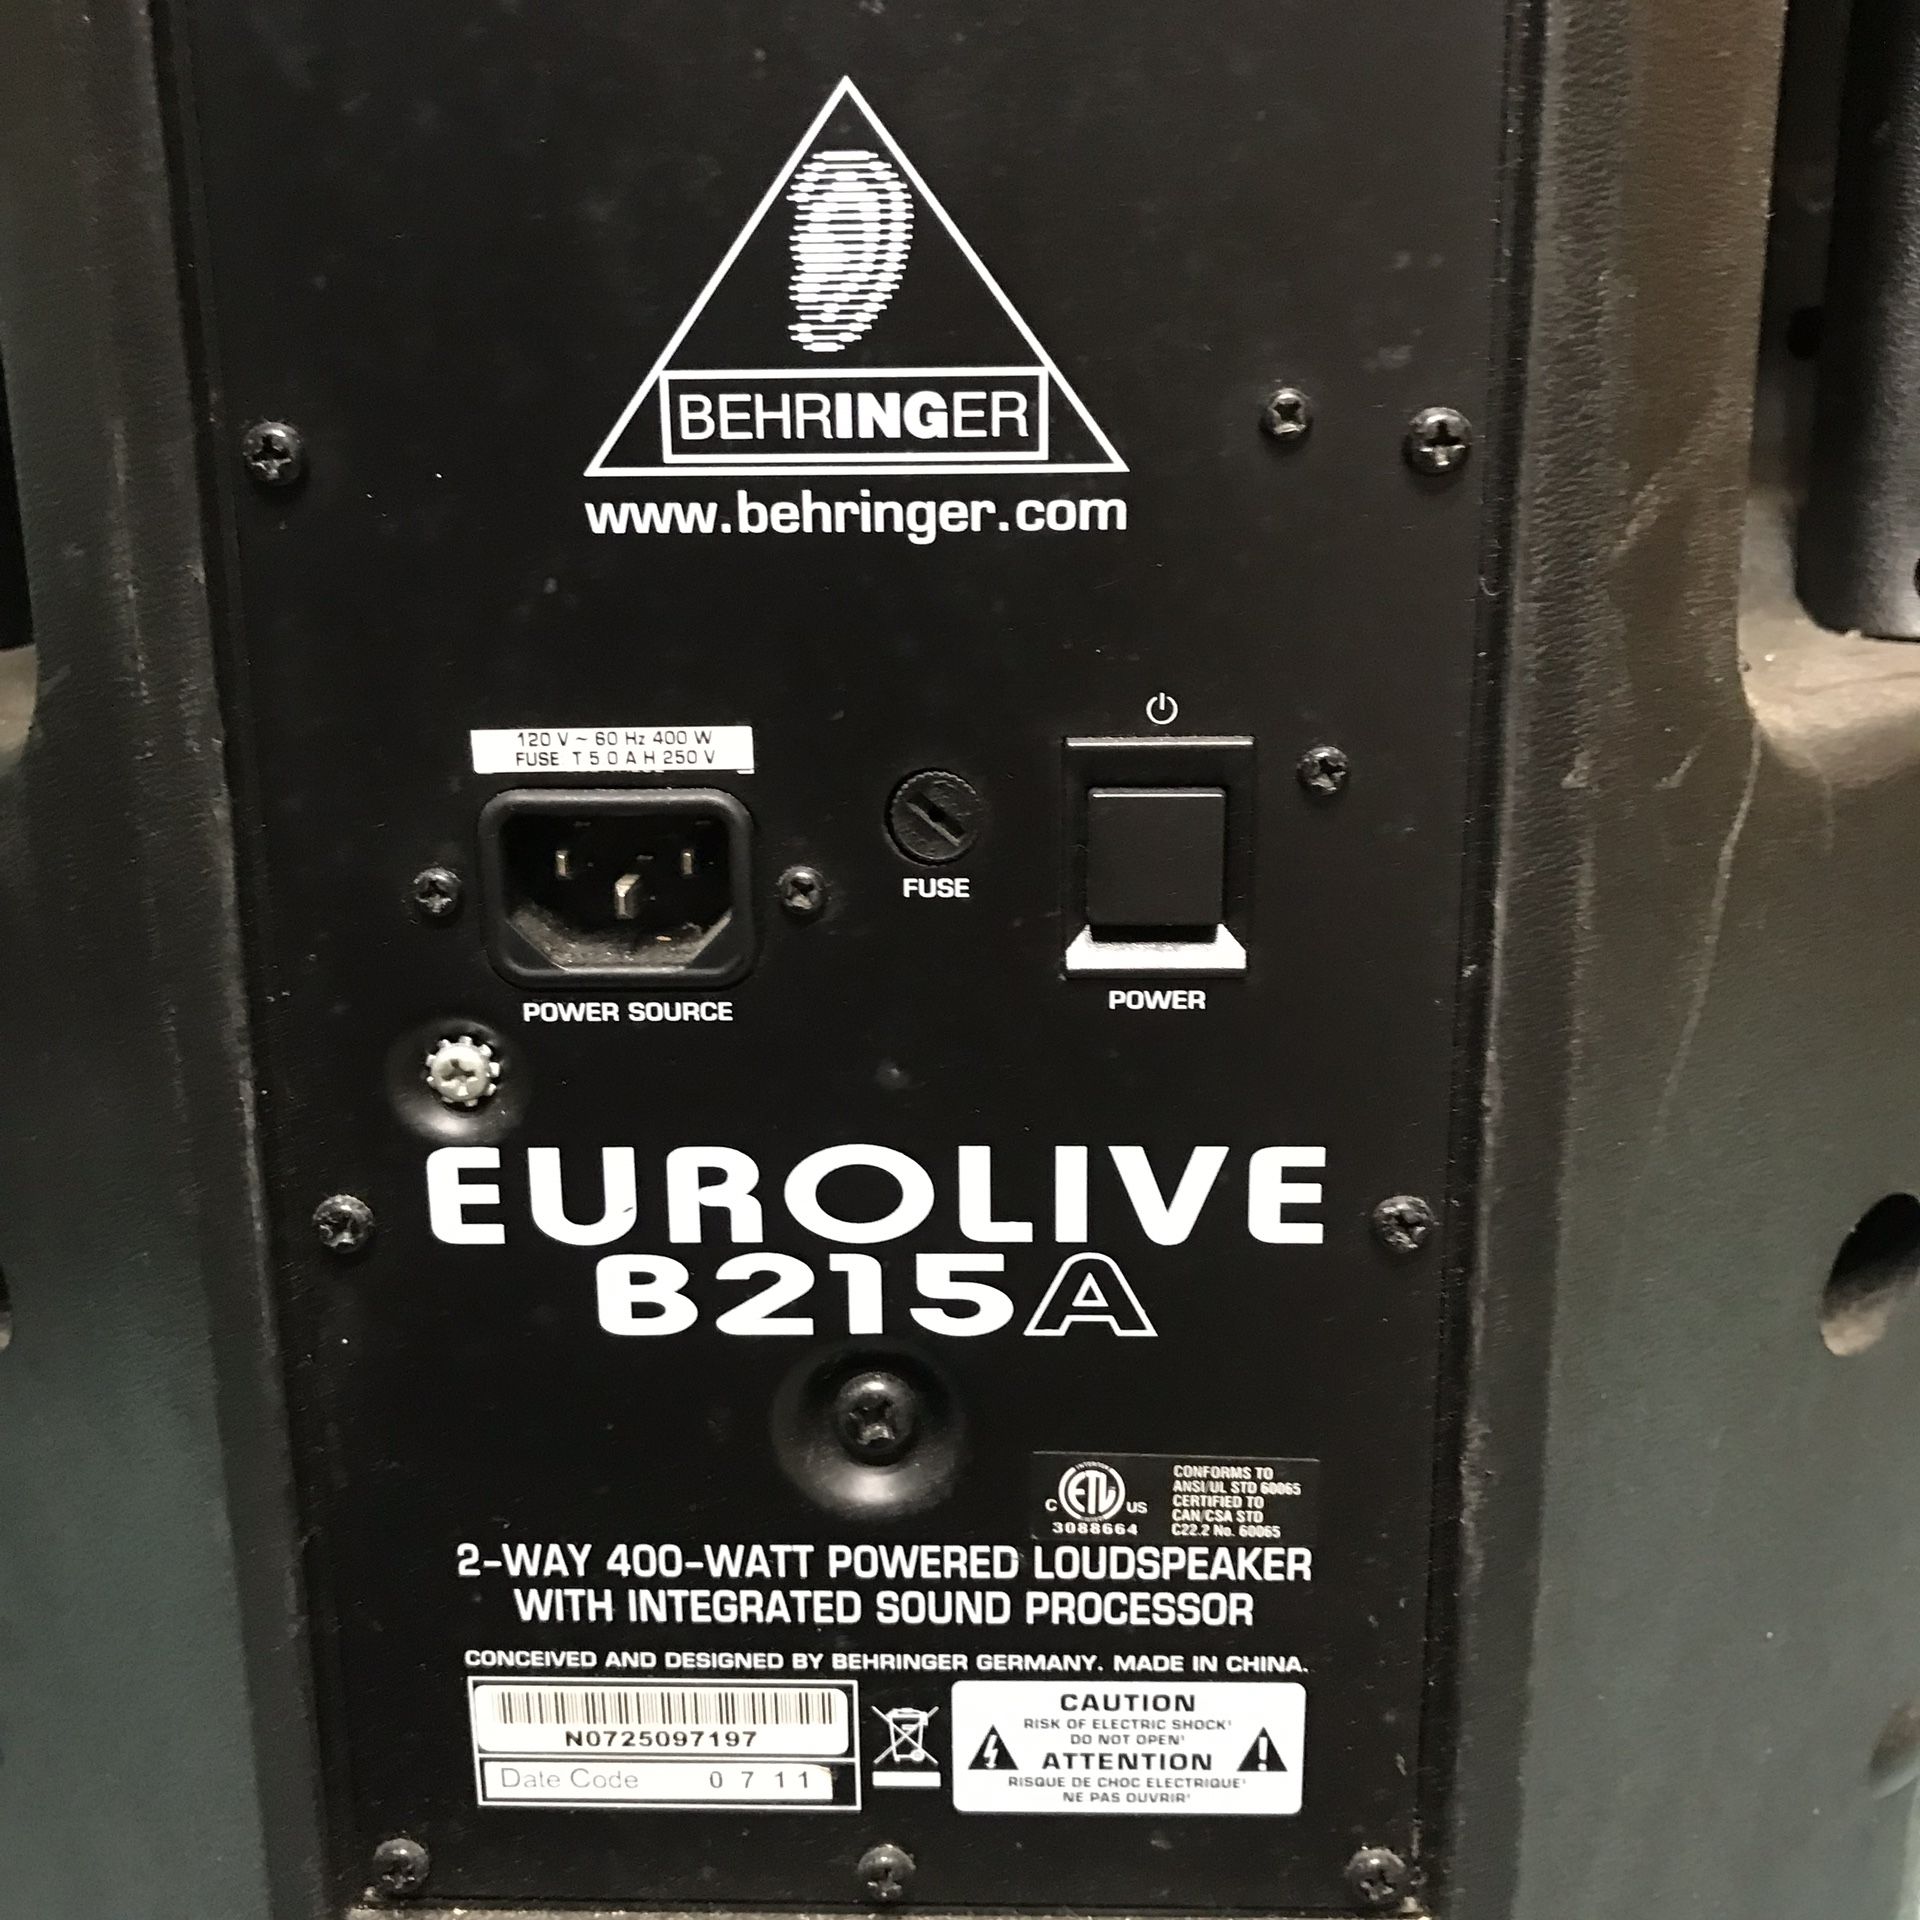 BEHRINGER
www.behringer.com
120 V ~ 60 Hz 400 W
FUSE T 5 0 A H 250 V
FUSE
POWER SOURCE
POWER
EUROLIVE
B215A
C ETL US
3088664
CONFORMS TO
ANSI/UL STD 60065
CERTIFIED TO
CAN/CSA STD
C22.2 No. 60065
2-WAY 400-WATT POWERED LOUDSPEAKER
WITH INTEGRATED SOUND PROCESSOR
CONCEIVED AND DESIGNED BY BEHRINGER GERMANY. MADE IN CHINA.
N0725097197
Date Code 0711
CAUTION
RISK OF ELECTRIC SHOCK!
DO NOT OPEN!
ATTENTION
RISQUE DE CHOC ELECTRIQUE!
NE PAS OUVRIR!